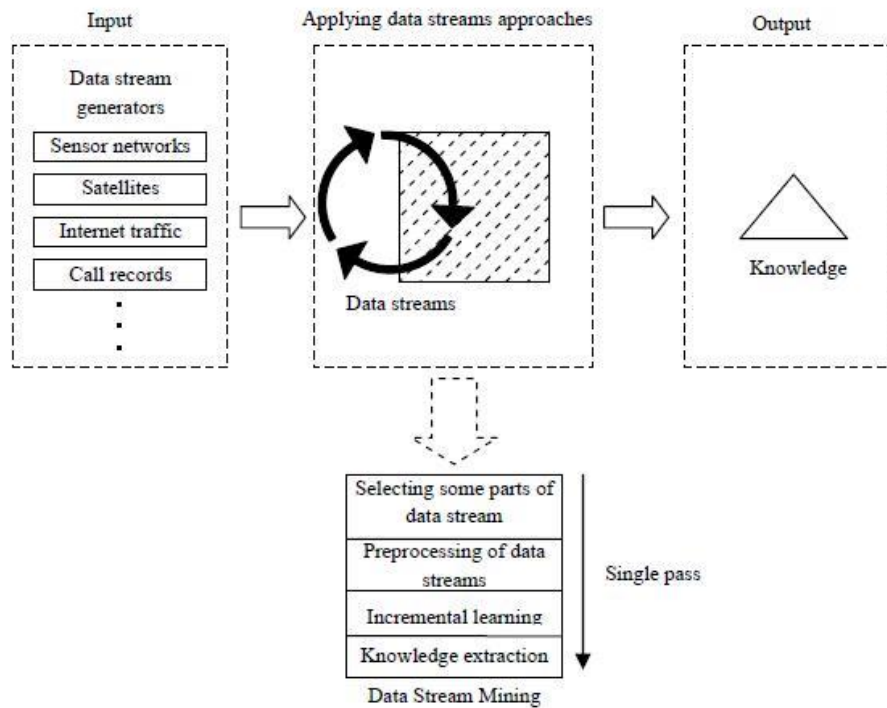 Input
Applying data streams approaches
Output
Data stream
generators
Sensor networks
Satellites
Internet traffic
Call records
Data streams
Knowledge
Selecting some parts of
data stream
Preprocessing of data
streams
Incremental learning
Knowledge extraction
Single pass
Data Stream Mining